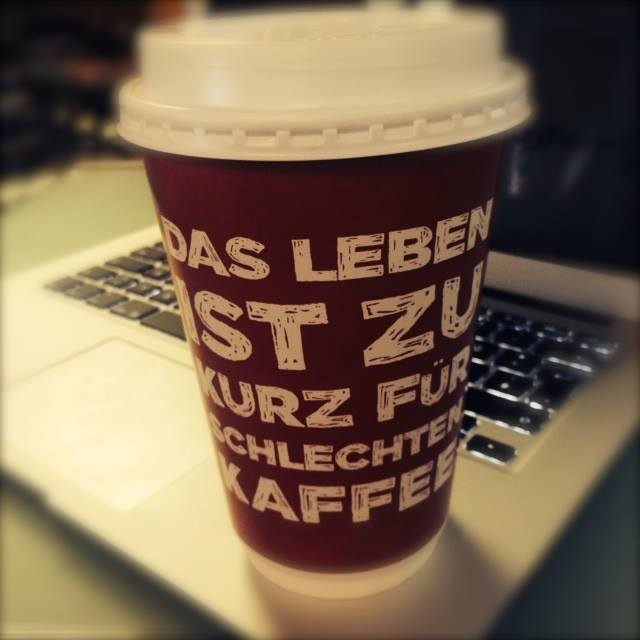 DAS LEBEN
IST ZU
KURZ FÜR
SCHLECHTEN
KAFFEE